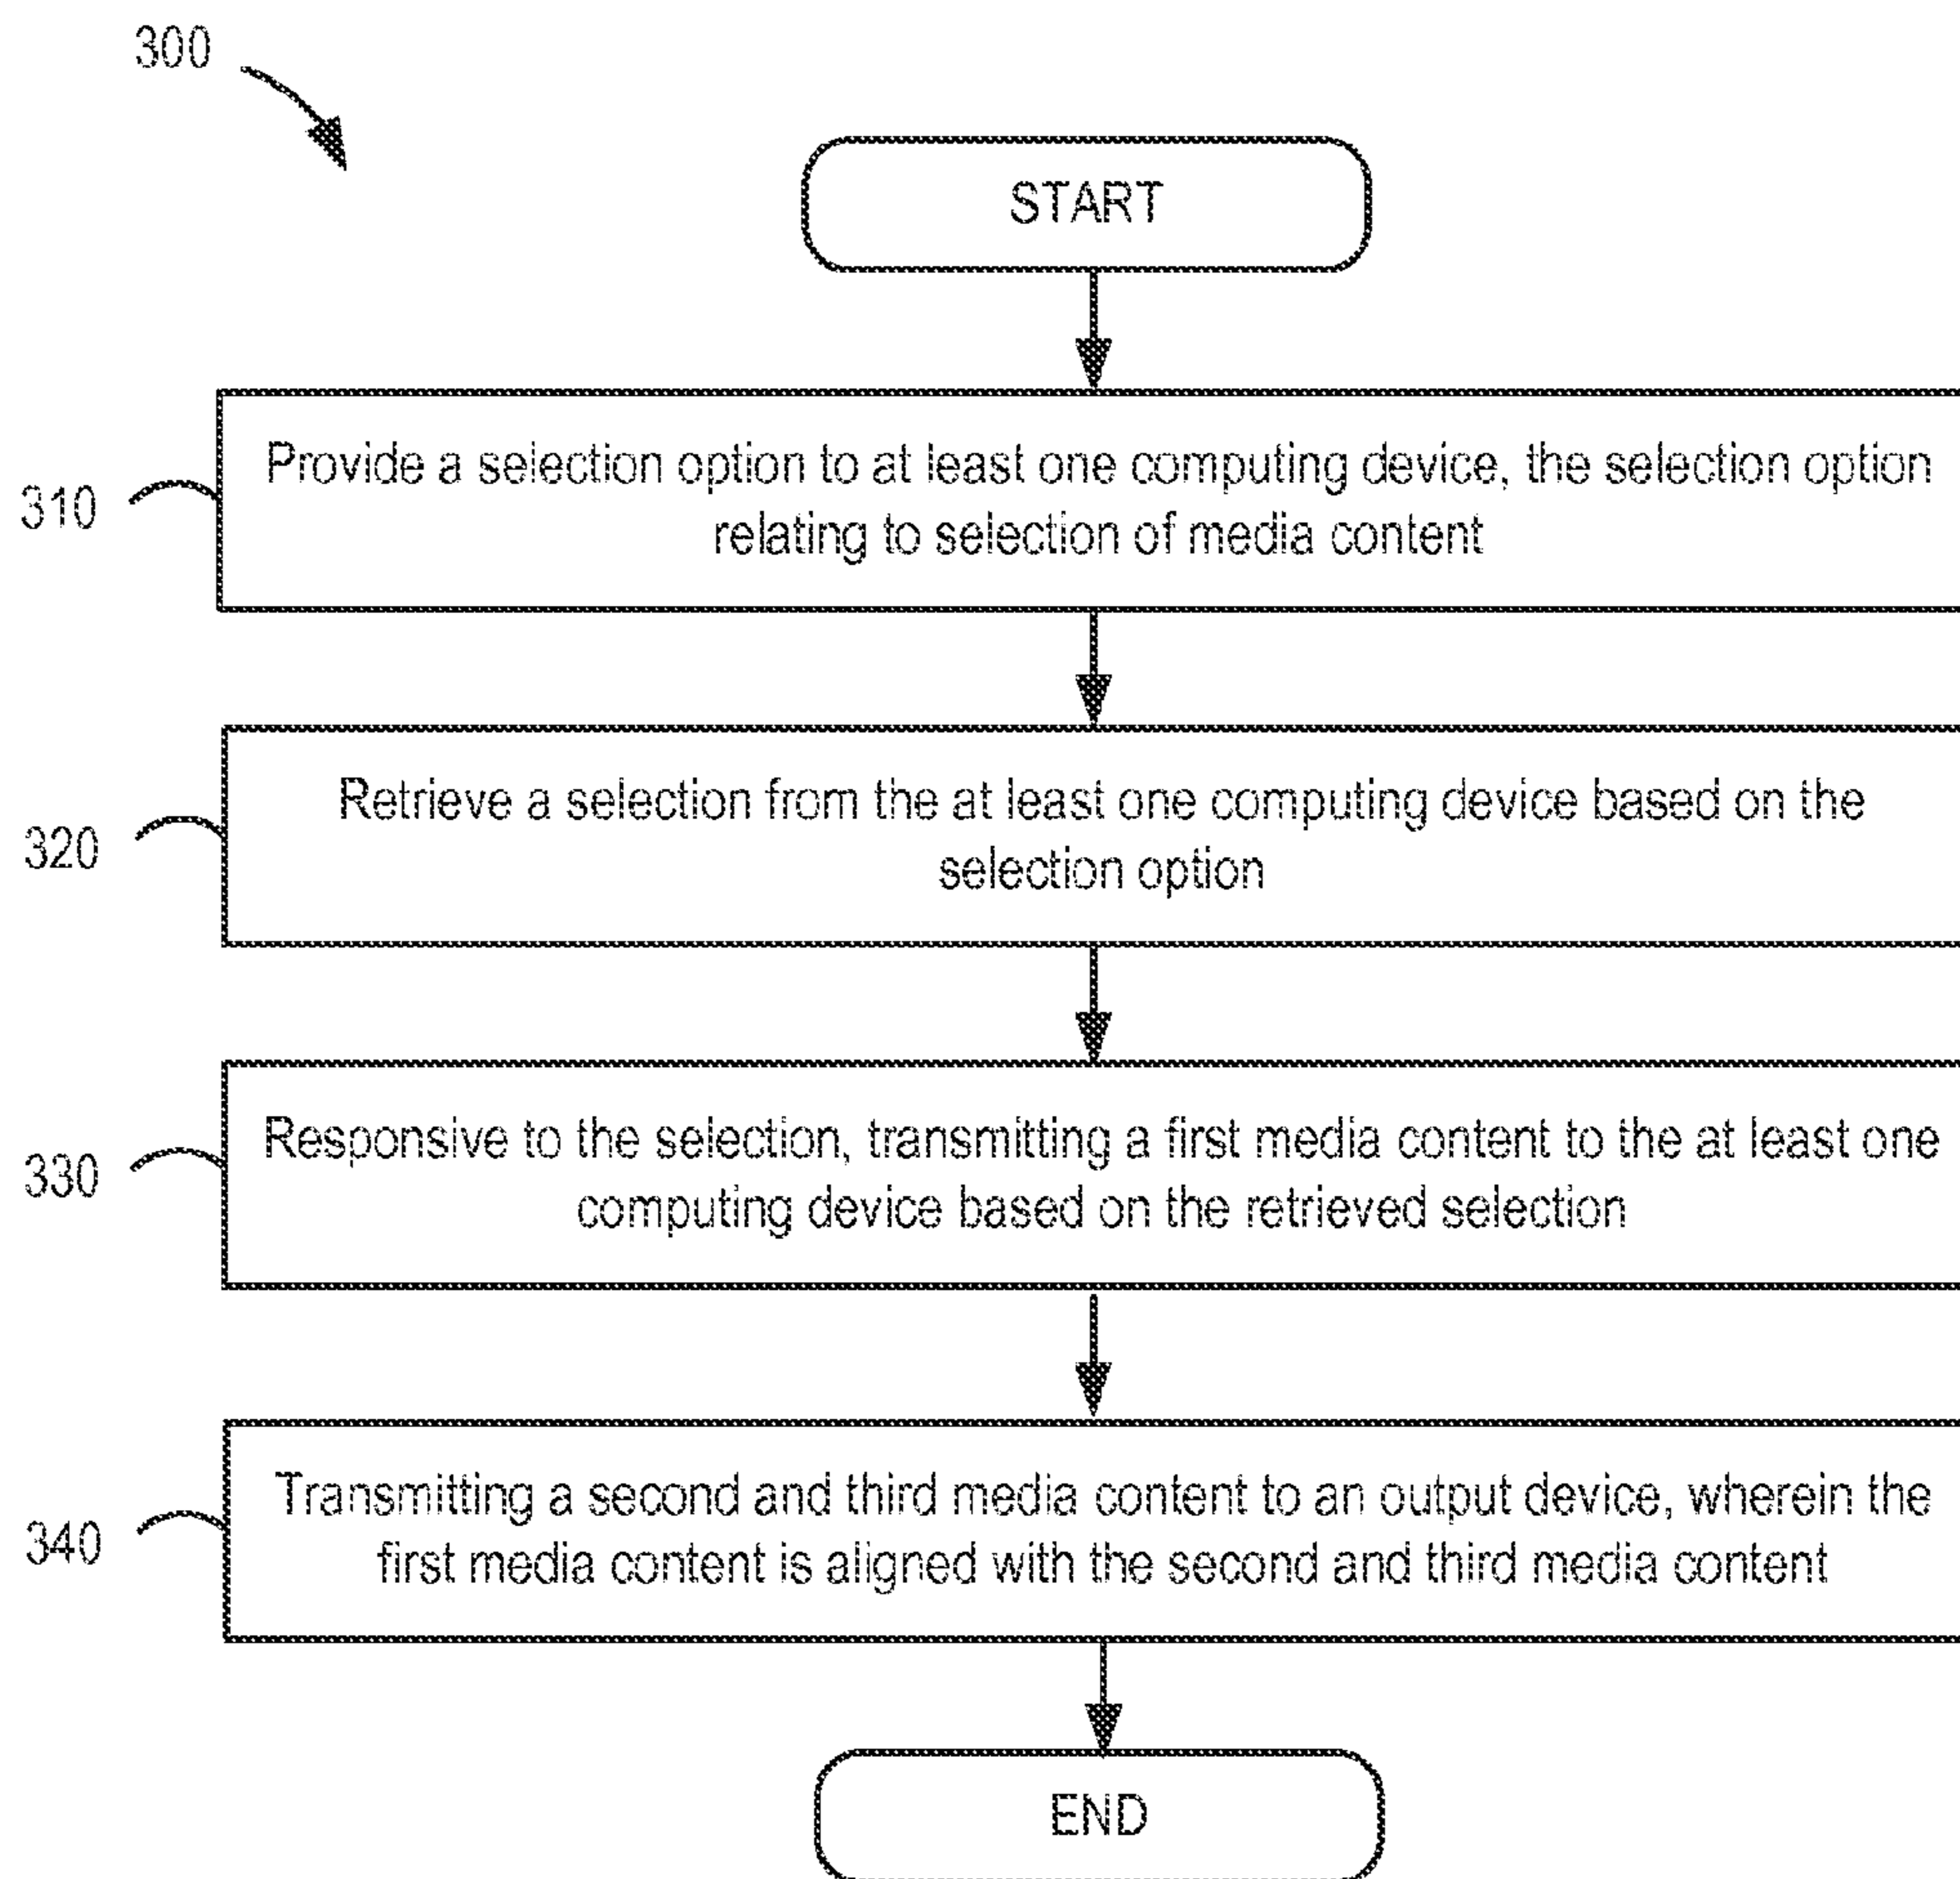 300
START
310
Provide a selection option to at least one computing device, the selection option
relating to selection of media content
320
Retrieve a selection from the at least one computing device based on the
selection option
330
Responsive to the selection, transmitting a first media content to the at least one
computing device based on the retrieved selection
340
Transmitting a second and third media content to an output device, wherein the
first media content is aligned with the second and third media content
END